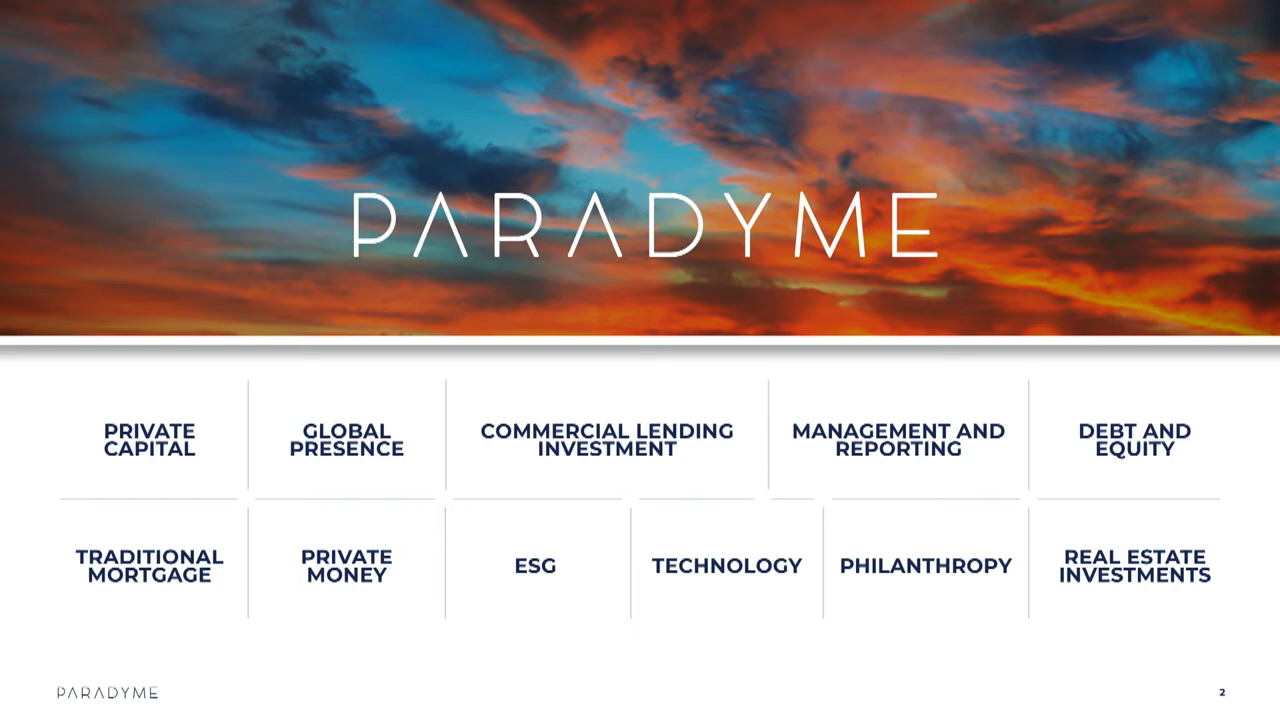 PARADYME
PRIVATE
CAPITAL
GLOBAL
PRESENCE
COMMERCIAL LENDING
INVESTMENT
MANAGEMENT AND
REPORTING
DEBT AND
EQUITY
TRADITIONAL
MORTGAGE
PRIVATE
MONEY
ESG
TECHNOLOGY
PHILANTHROPY
REAL ESTATE
INVESTMENTS
PARADYME
2